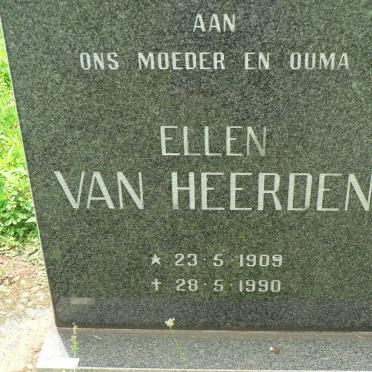 AAN
ONS MOEDER EN OUMA
ELLEN
VAN HEERDEN
★ 23·5·1909
† 28·5·1990